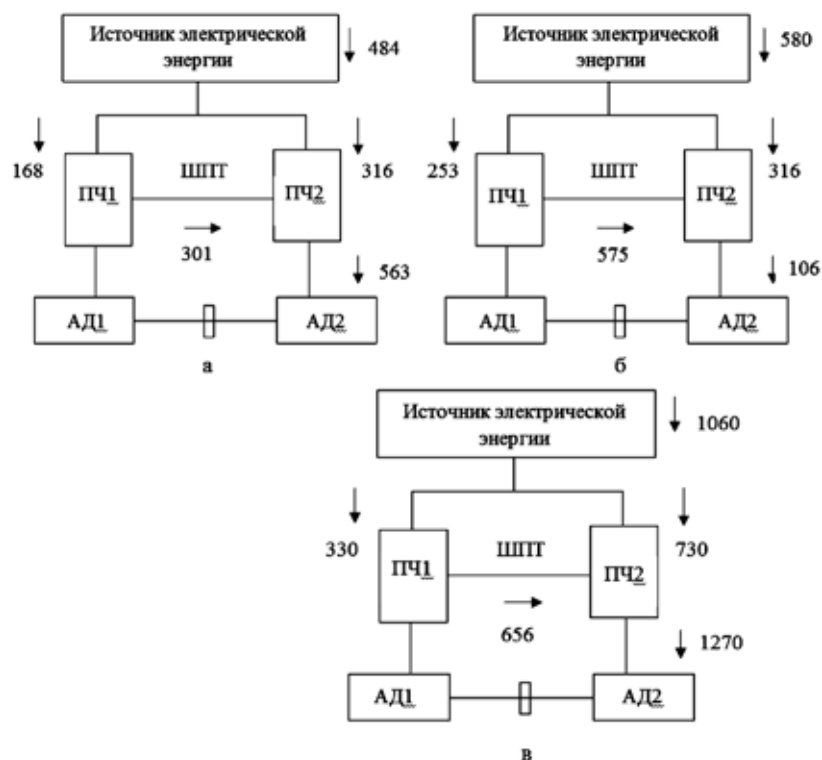 Источник электрической
энергии
484
168
ПЧ1
ШПТ
ПЧ2
316
301
563
АД1
АД2
а
Источник электрической
энергии
580
253
ПЧ1
ШПТ
ПЧ2
316
575
106
АД1
АД2
б
Источник электрической
энергии
1060
330
ПЧ1
ШПТ
ПЧ2
730
656
1270
АД1
АД2
в